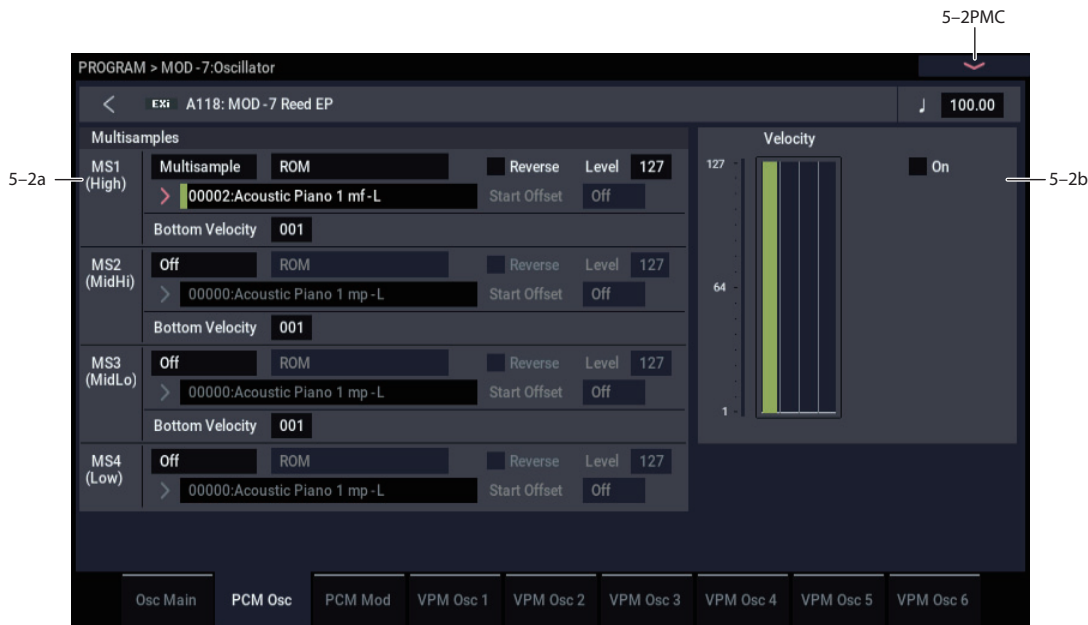 5–2PMC
PROGRAM > MOD-7:Oscillator
EXi A118: MOD-7 Reed EP
♩ 100.00
Multisamples
Velocity
5–2a
5–2b
MS1
(High)
Multisample ROM Reverse Level 127
00002:Acoustic Piano 1 mf-L Start Offset Off
Bottom Velocity 001
MS2
(MidHi)
Off ROM Reverse Level 127
00000:Acoustic Piano 1 mp-L Start Offset Off
Bottom Velocity 001
MS3
(MidLo)
Off ROM Reverse Level 127
00000:Acoustic Piano 1 mp-L Start Offset Off
Bottom Velocity 001
MS4
(Low)
Off ROM Reverse Level 127
00000:Acoustic Piano 1 mp-L Start Offset Off
127
64
1
On
Osc Main PCM Osc PCM Mod VPM Osc 1 VPM Osc 2 VPM Osc 3 VPM Osc 4 VPM Osc 5 VPM Osc 6